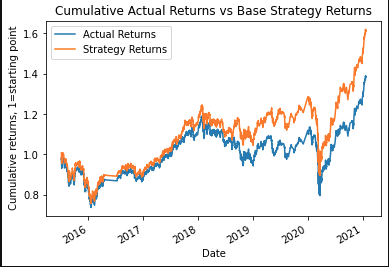 Cumulative Actual Returns vs Base Strategy Returns
Actual Returns
Strategy Returns
Cumulative returns, 1=starting point
1.6
1.4
1.2
1.0
0.8
2016
2017
2018
2019
2020
2021
Date